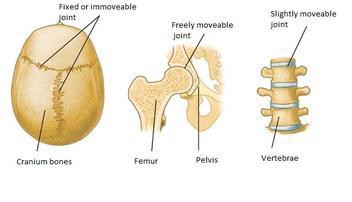 Fixed or immoveable
joint
Freely moveable
joint
Slightly moveable
joint
Cranium bones
Femur
Pelvis
Vertebrae